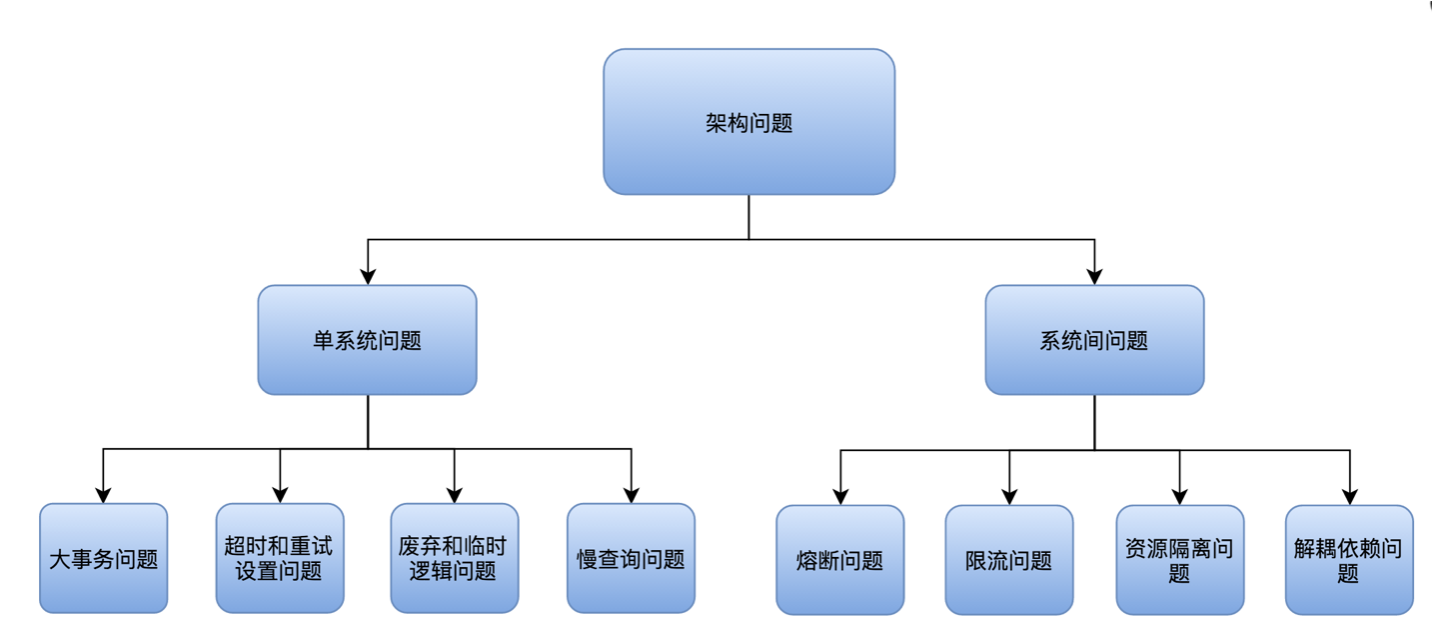 架构问题
单系统问题
系统间问题
大事务问题
超时和重试
设置问题
废弃和临时
逻辑问题
慢查询问题
熔断问题
限流问题
资源隔离问
题
解耦依赖问
题